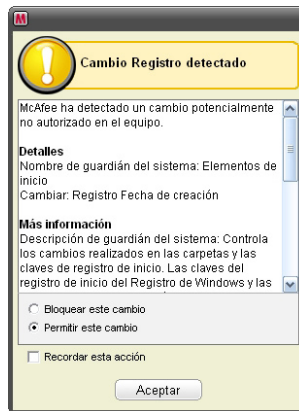 Cambio Registro detectado
McAfee ha detectado un cambio potencialmente
no autorizado en el equipo.
Detalles
Nombre de guardián del sistema: Elementos de
inicio
Cambiar: Registro Fecha de creación
Más información
Descripción de guardián del sistema: Controla
los cambios realizados en las carpetas y las
claves de registro de inicio. Las claves del
registro de inicio del Registro de Windows y las
Bloquear este cambio
Permitir este cambio
Recordar esta acción
Aceptar